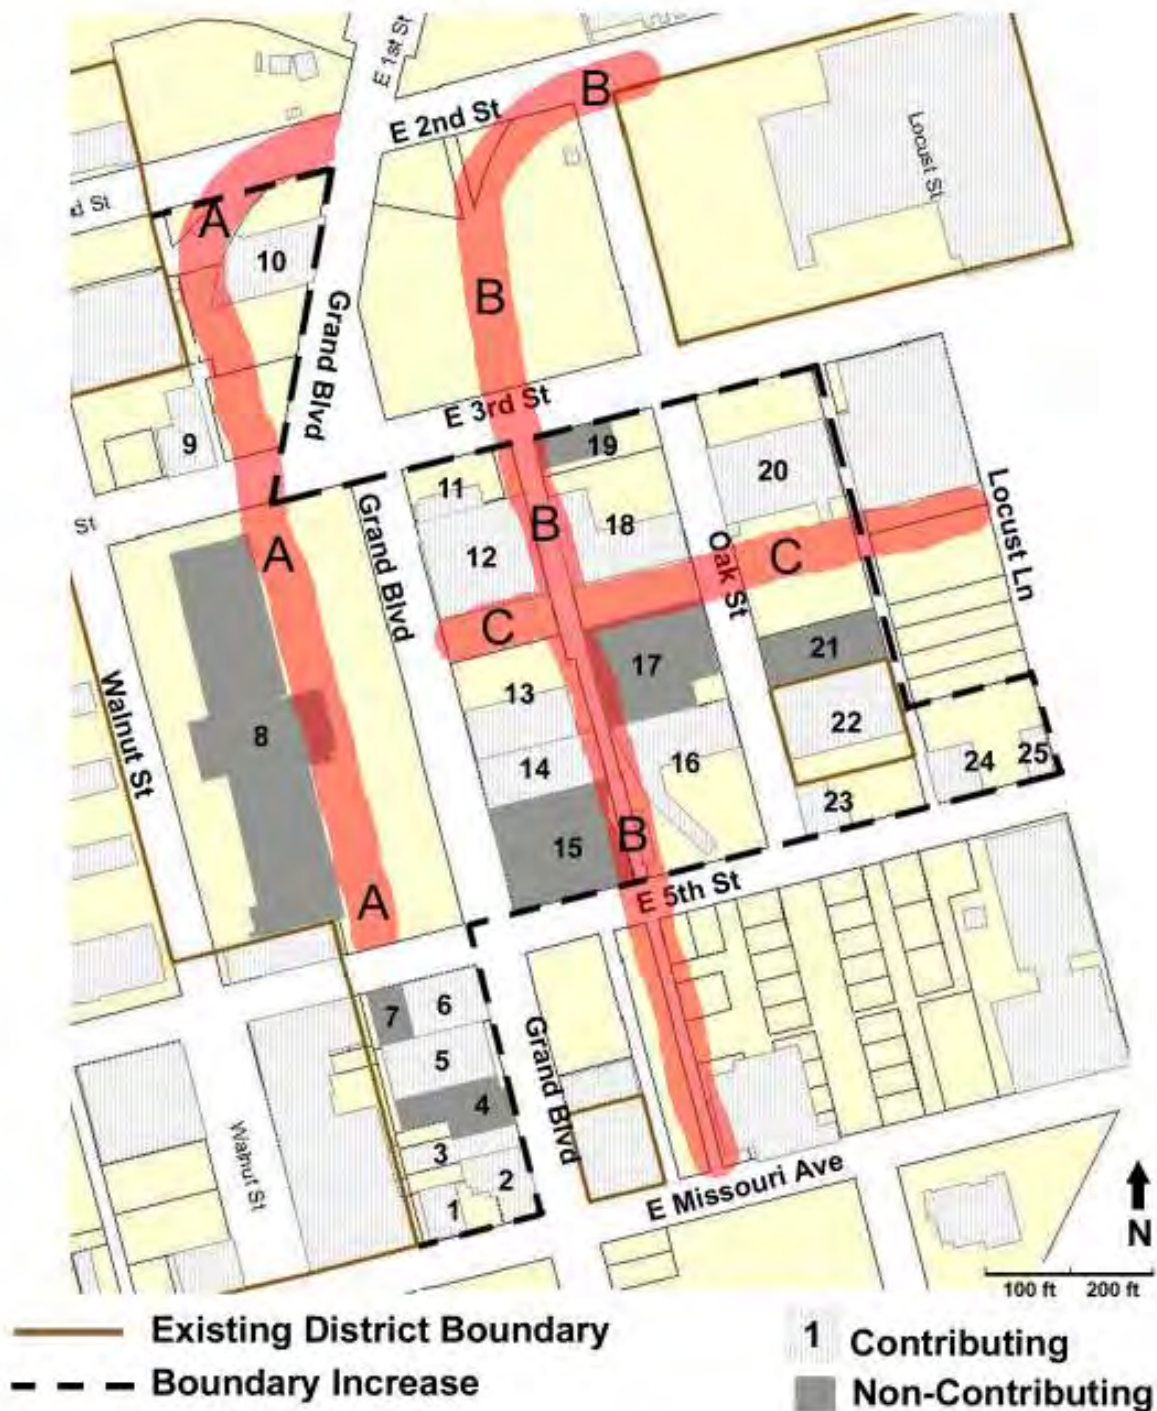 E 1st St
B
E 2nd St
Locust St
d St
A
10
B
Grand Blvd
E 3rd St
9
19
11
20
St
A
Grand Blvd
B
18
12
Oak St
C
Locust Ln
C
17
21
13
Walnut St
8
22
14
16
24
25
23
15
B
A
E 5th St
7
6
Grand Blvd
5
4
3
2
1
Walnut St
E Missouri Ave
N
100 ft
200 ft
Existing District Boundary
1 Contributing
Boundary Increase
Non-Contributing